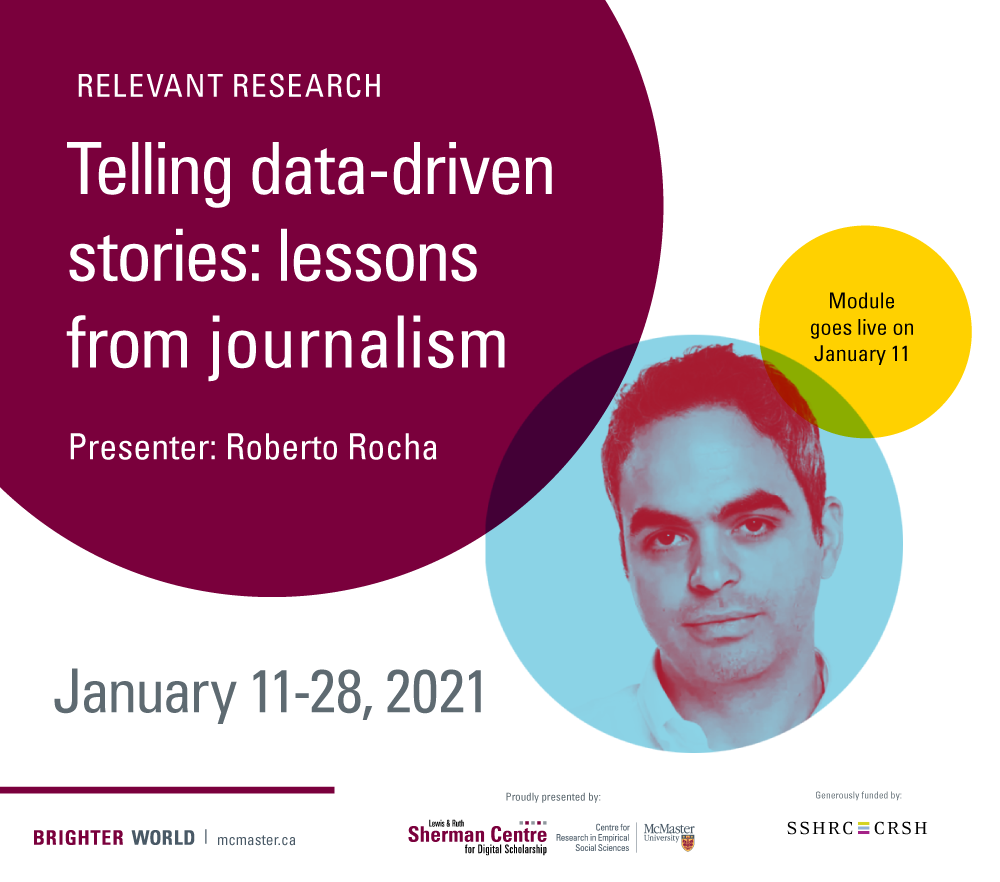 RELEVANT RESEARCH
Telling data-driven
stories: lessons
from journalism
Presenter: Roberto Rocha
Module
goes live on
January 11
January 11-28, 2021
BRIGHTER WORLD | mcmaster.ca
Proudly presented by:
Lewis & Ruth
Sherman Centre
for Digital Scholarship
Centre for
Research in Empirical
Social Sciences
McMaster
University
Generously funded by:
SSHRC CRSH